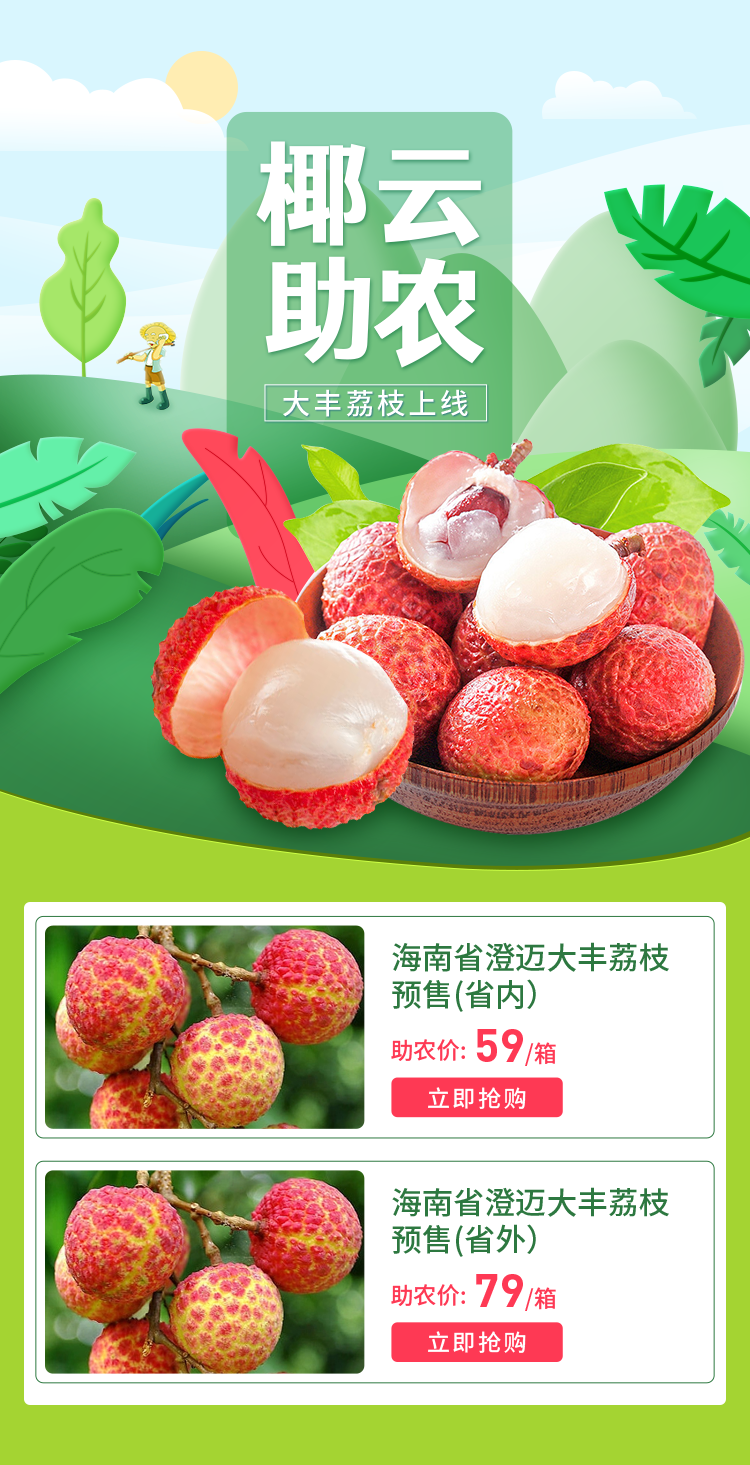 椰云
助农
大丰荔枝上线
海南省澄迈大丰荔枝
预售(省内）
助农价: 59/箱
立即抢购
海南省澄迈大丰荔枝
预售(省外）
助农价: 79/箱
立即抢购